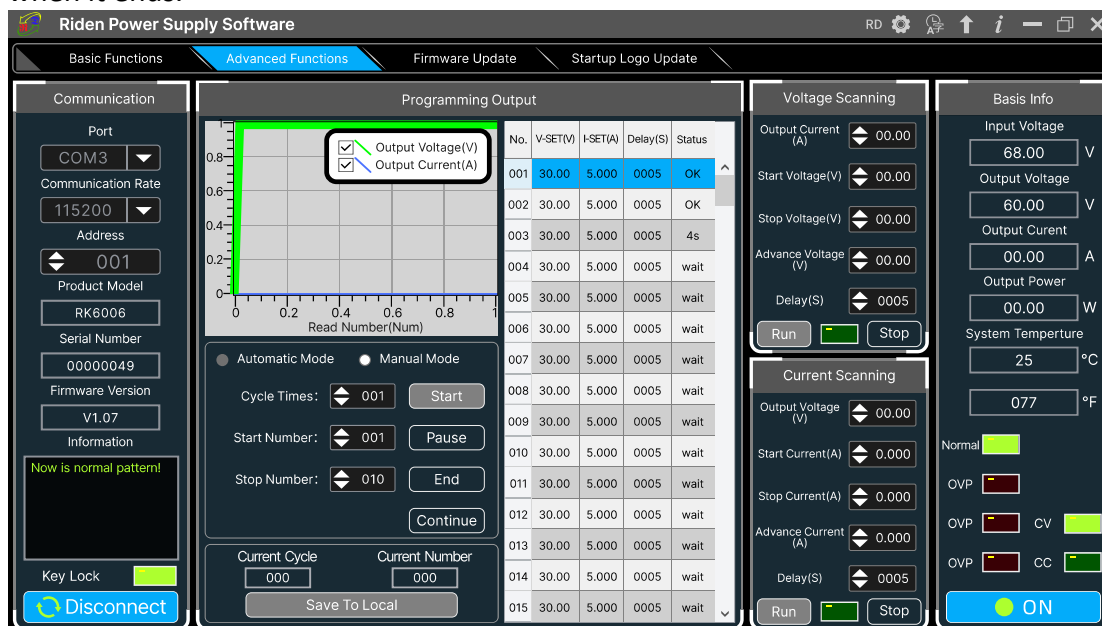 when it ends.
Riden Power Supply Software
RD
Basic Functions
Advanced Functions
Firmware Update
Startup Logo Update
Communication
Port
COM3
Communication Rate
115200
Address
001
Product Model
RK6006
Serial Number
00000049
Firmware Version
V1.07
Information
Now is normal pattern!
Key Lock
Disconnect
Programming Output
1
0.8
0.6
0.4
0.2
0
0 0.2 0.4 0.6 0.8 1
Read Number(Num)
Output Voltage(V)
Output Current(A)
Automatic Mode
Manual Mode
Cycle Times: 001 Start
Start Number: 001 Pause
Stop Number: 010 End
Continue
Current Cycle Current Number
000 000
Save To Local
No. V-SET(V) I-SET(A) Delay(S) Status
001 30.00 5.000 0005 OK
002 30.00 5.000 0005 OK
003 30.00 5.000 0005 4s
004 30.00 5.000 0005 wait
005 30.00 5.000 0005 wait
006 30.00 5.000 0005 wait
007 30.00 5.000 0005 wait
008 30.00 5.000 0005 wait
009 30.00 5.000 0005 wait
010 30.00 5.000 0005 wait
011 30.00 5.000 0005 wait
012 30.00 5.000 0005 wait
013 30.00 5.000 0005 wait
014 30.00 5.000 0005 wait
015 30.00 5.000 0005 wait
Voltage Scanning
Output Current (A) 00.00
Start Voltage(V) 00.00
Stop Voltage(V) 00.00
Advance Voltage (V) 00.00
Delay(S) 0005
Run Stop
Current Scanning
Output Voltage (V) 00.00
Start Current(A) 0.000
Stop Current(A) 0.000
Advance Current (A) 0.000
Delay(S) 0005
Run Stop
Basis Info
Input Voltage
68.00 V
Output Voltage
60.00 V
Output Curent
00.00 A
Output Power
00.00 W
System Temperture
25 °C
077 °F
Normal
OVP
OVP CV
OVP CC
ON